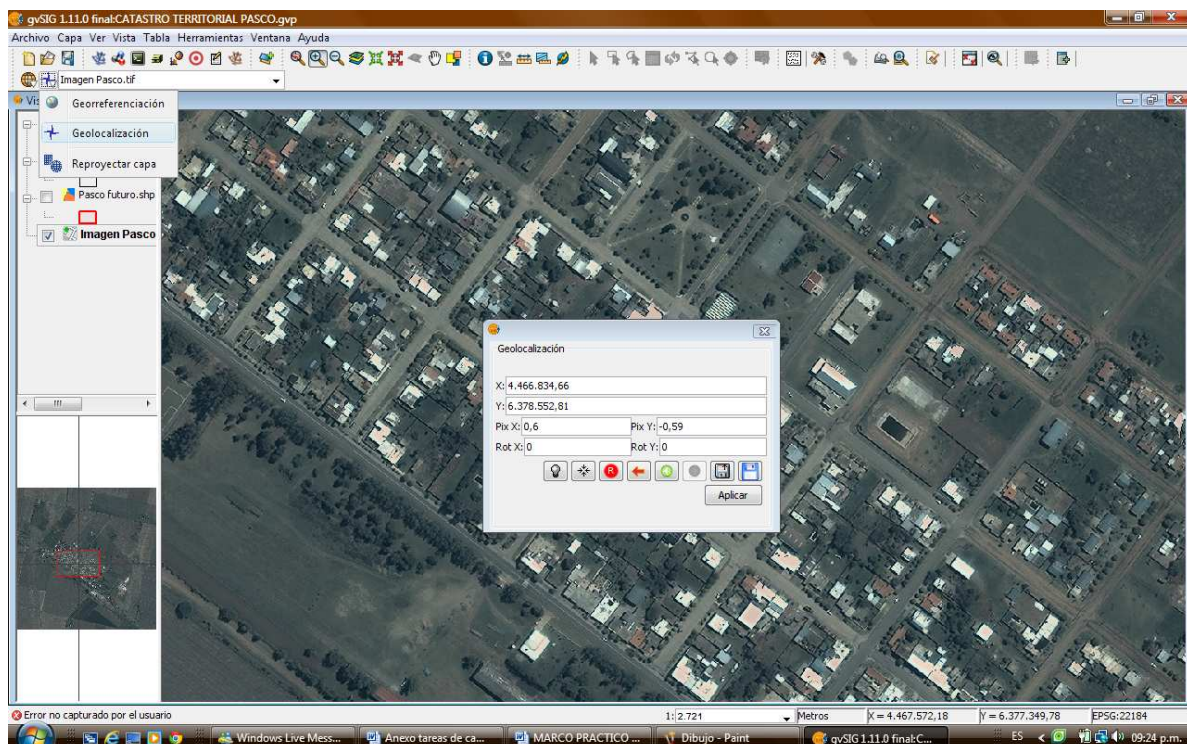 gvSIG 1.11.0 final:CATASTRO TERRITORIAL PASCO.gvp
Archivo Capa Ver Vista Tabla Herramientas Ventana Ayuda
Imagen Pasco.tif
Georreferenciación
Geolocalización
Reproyectar capa
Pasco futuro.shp
Imagen Pasco
Geolocalización
X: 4.466.834,66
Y: 6.378.552,81
Pix X: 0,6 Pix Y: -0,59
Rot X: 0 Rot Y: 0
R
Aplicar
Error no capturado por el usuario 1: 2.721 Metros X = 4.467.572,18 Y = 6.377.349,78 EPSG:22184
Windows Live Mess... Anexo tareas de ca... MARCO PRACTICO ... Dibujo - Paint gvSIG 1.11.0 final:C... ES 09:24 p.m.